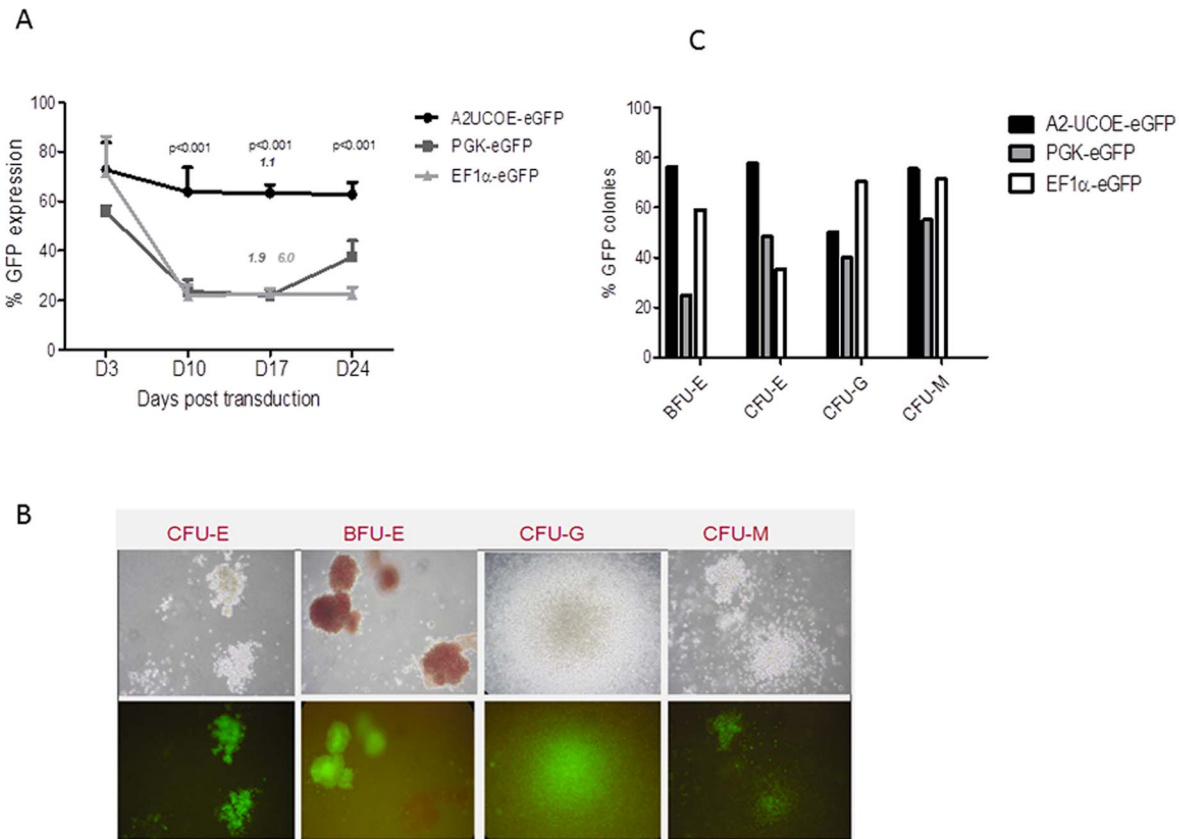 A
100
80
60
40
20
0
% GFP expression
p<0.001
p<0.001
1.1
p<0.001
1.9 6.0
D3 D10 D17 D24
Days post transduction
A2UCOE-eGFP
PGK-eGFP
EF1α-eGFP
C
100
80
60
40
20
0
% GFP colonies
BFU-E
CFU-E
CFU-G
CFU-M
A2-UCOE-eGFP
PGK-eGFP
EF1α-eGFP
B
CFU-E BFU-E CFU-G CFU-M